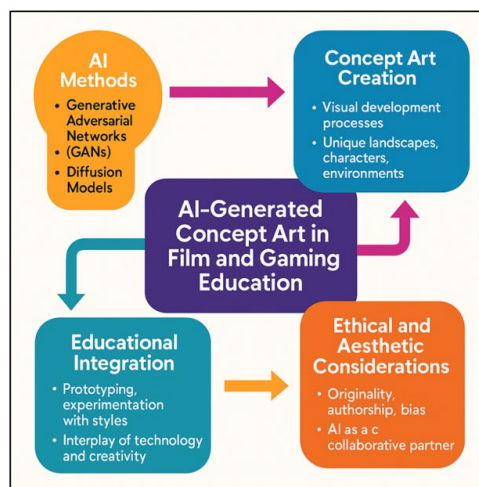 AI
Methods
• Generative
Adversarial
Networks
• (GANs)
• Diffusion
Models
Concept Art
Creation
• Visual development
processes
• Unique landscapes,
characters,
environments
AI-Generated
Concept Art in
Film and Gaming
Education
Educational
Integration
• Prototyping,
experimentation
with styles
• Interplay of technology
and creativity
Ethical and
Aesthetic
Considerations
• Originality,
authorship, bias
• AI as a c
collaborative partner